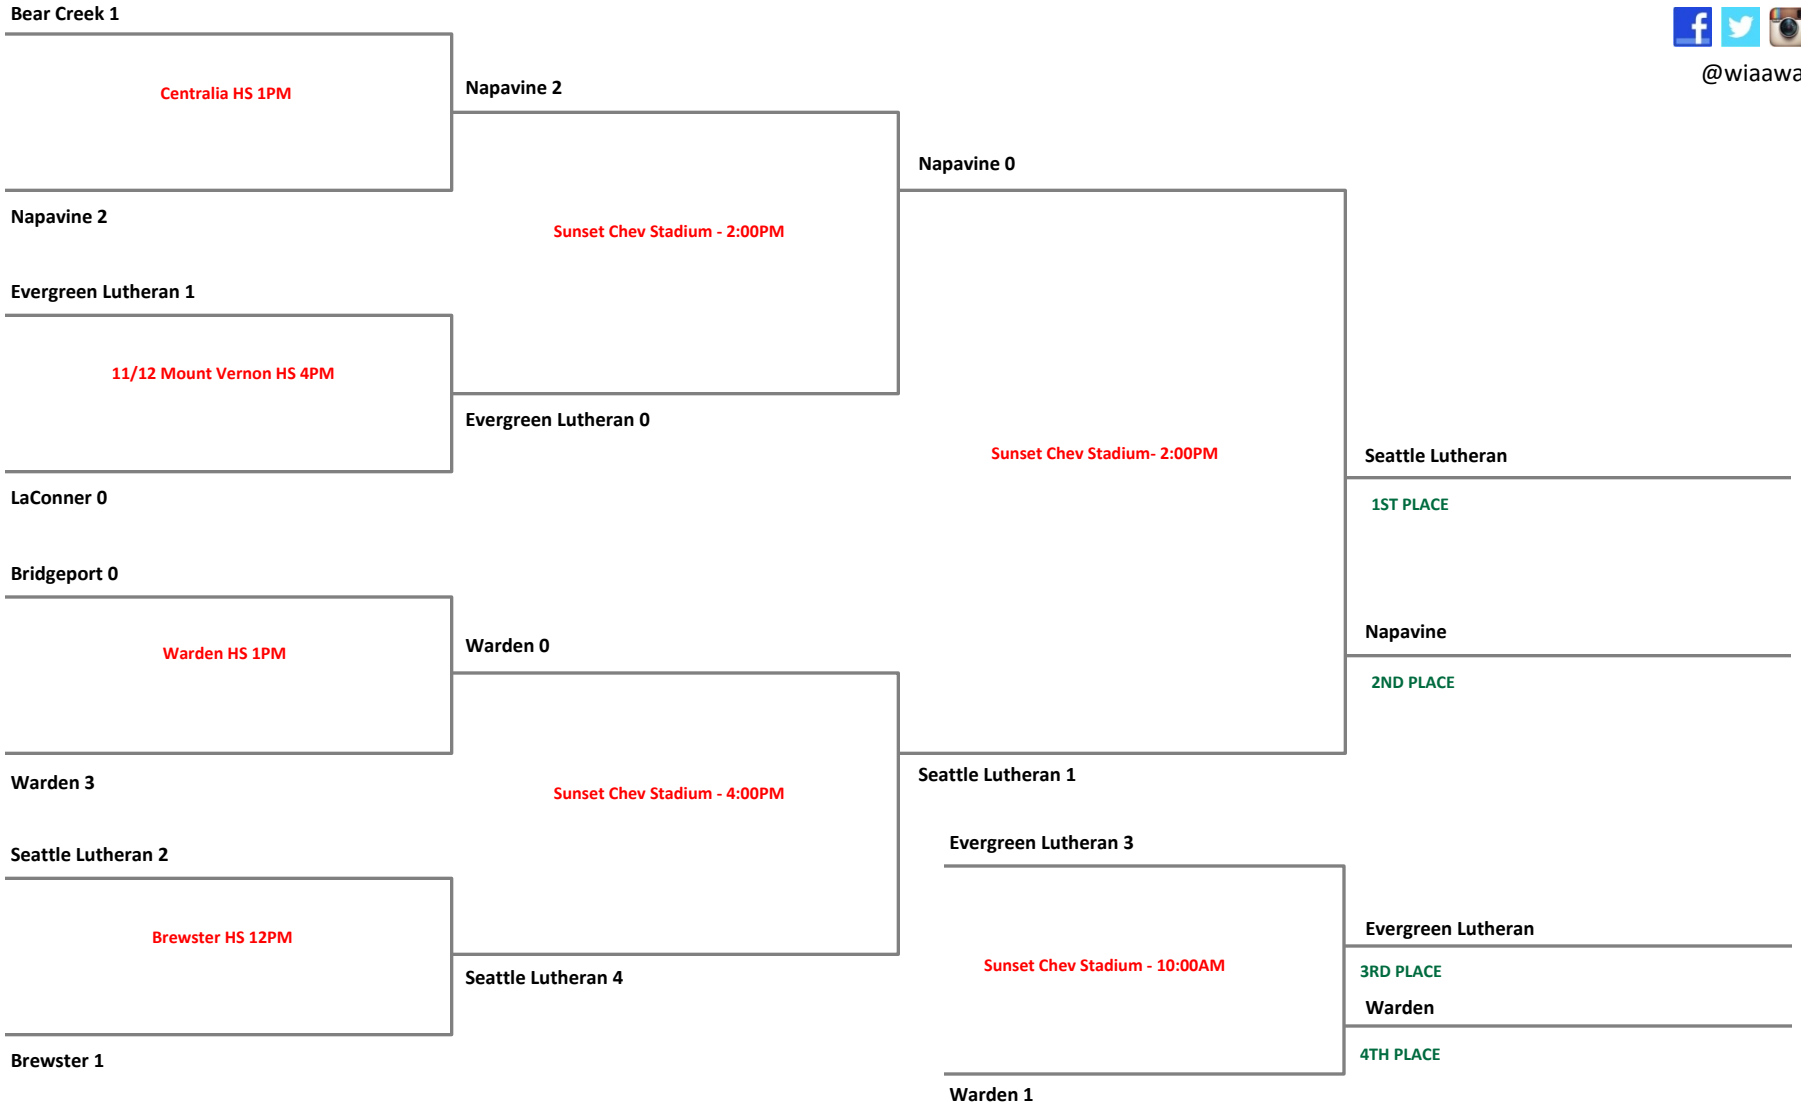 Bear Creek 1
@wiaawa
Centralia HS 1PM
Napavine 2
Napavine 2
Sunset Chev Stadium - 2:00PM
Napavine 0
Evergreen Lutheran 1
11/12 Mount Vernon HS 4PM
Evergreen Lutheran 0
LaConner 0
Sunset Chev Stadium- 2:00PM
Seattle Lutheran
1ST PLACE
Bridgeport 0
Warden HS 1PM
Warden 0
Napavine
2ND PLACE
Warden 3
Sunset Chev Stadium - 4:00PM
Seattle Lutheran 1
Seattle Lutheran 2
Brewster HS 12PM
Seattle Lutheran 4
Brewster 1
Evergreen Lutheran 3
Sunset Chev Stadium - 10:00AM
Evergreen Lutheran
3RD PLACE
Warden
4TH PLACE
Warden 1